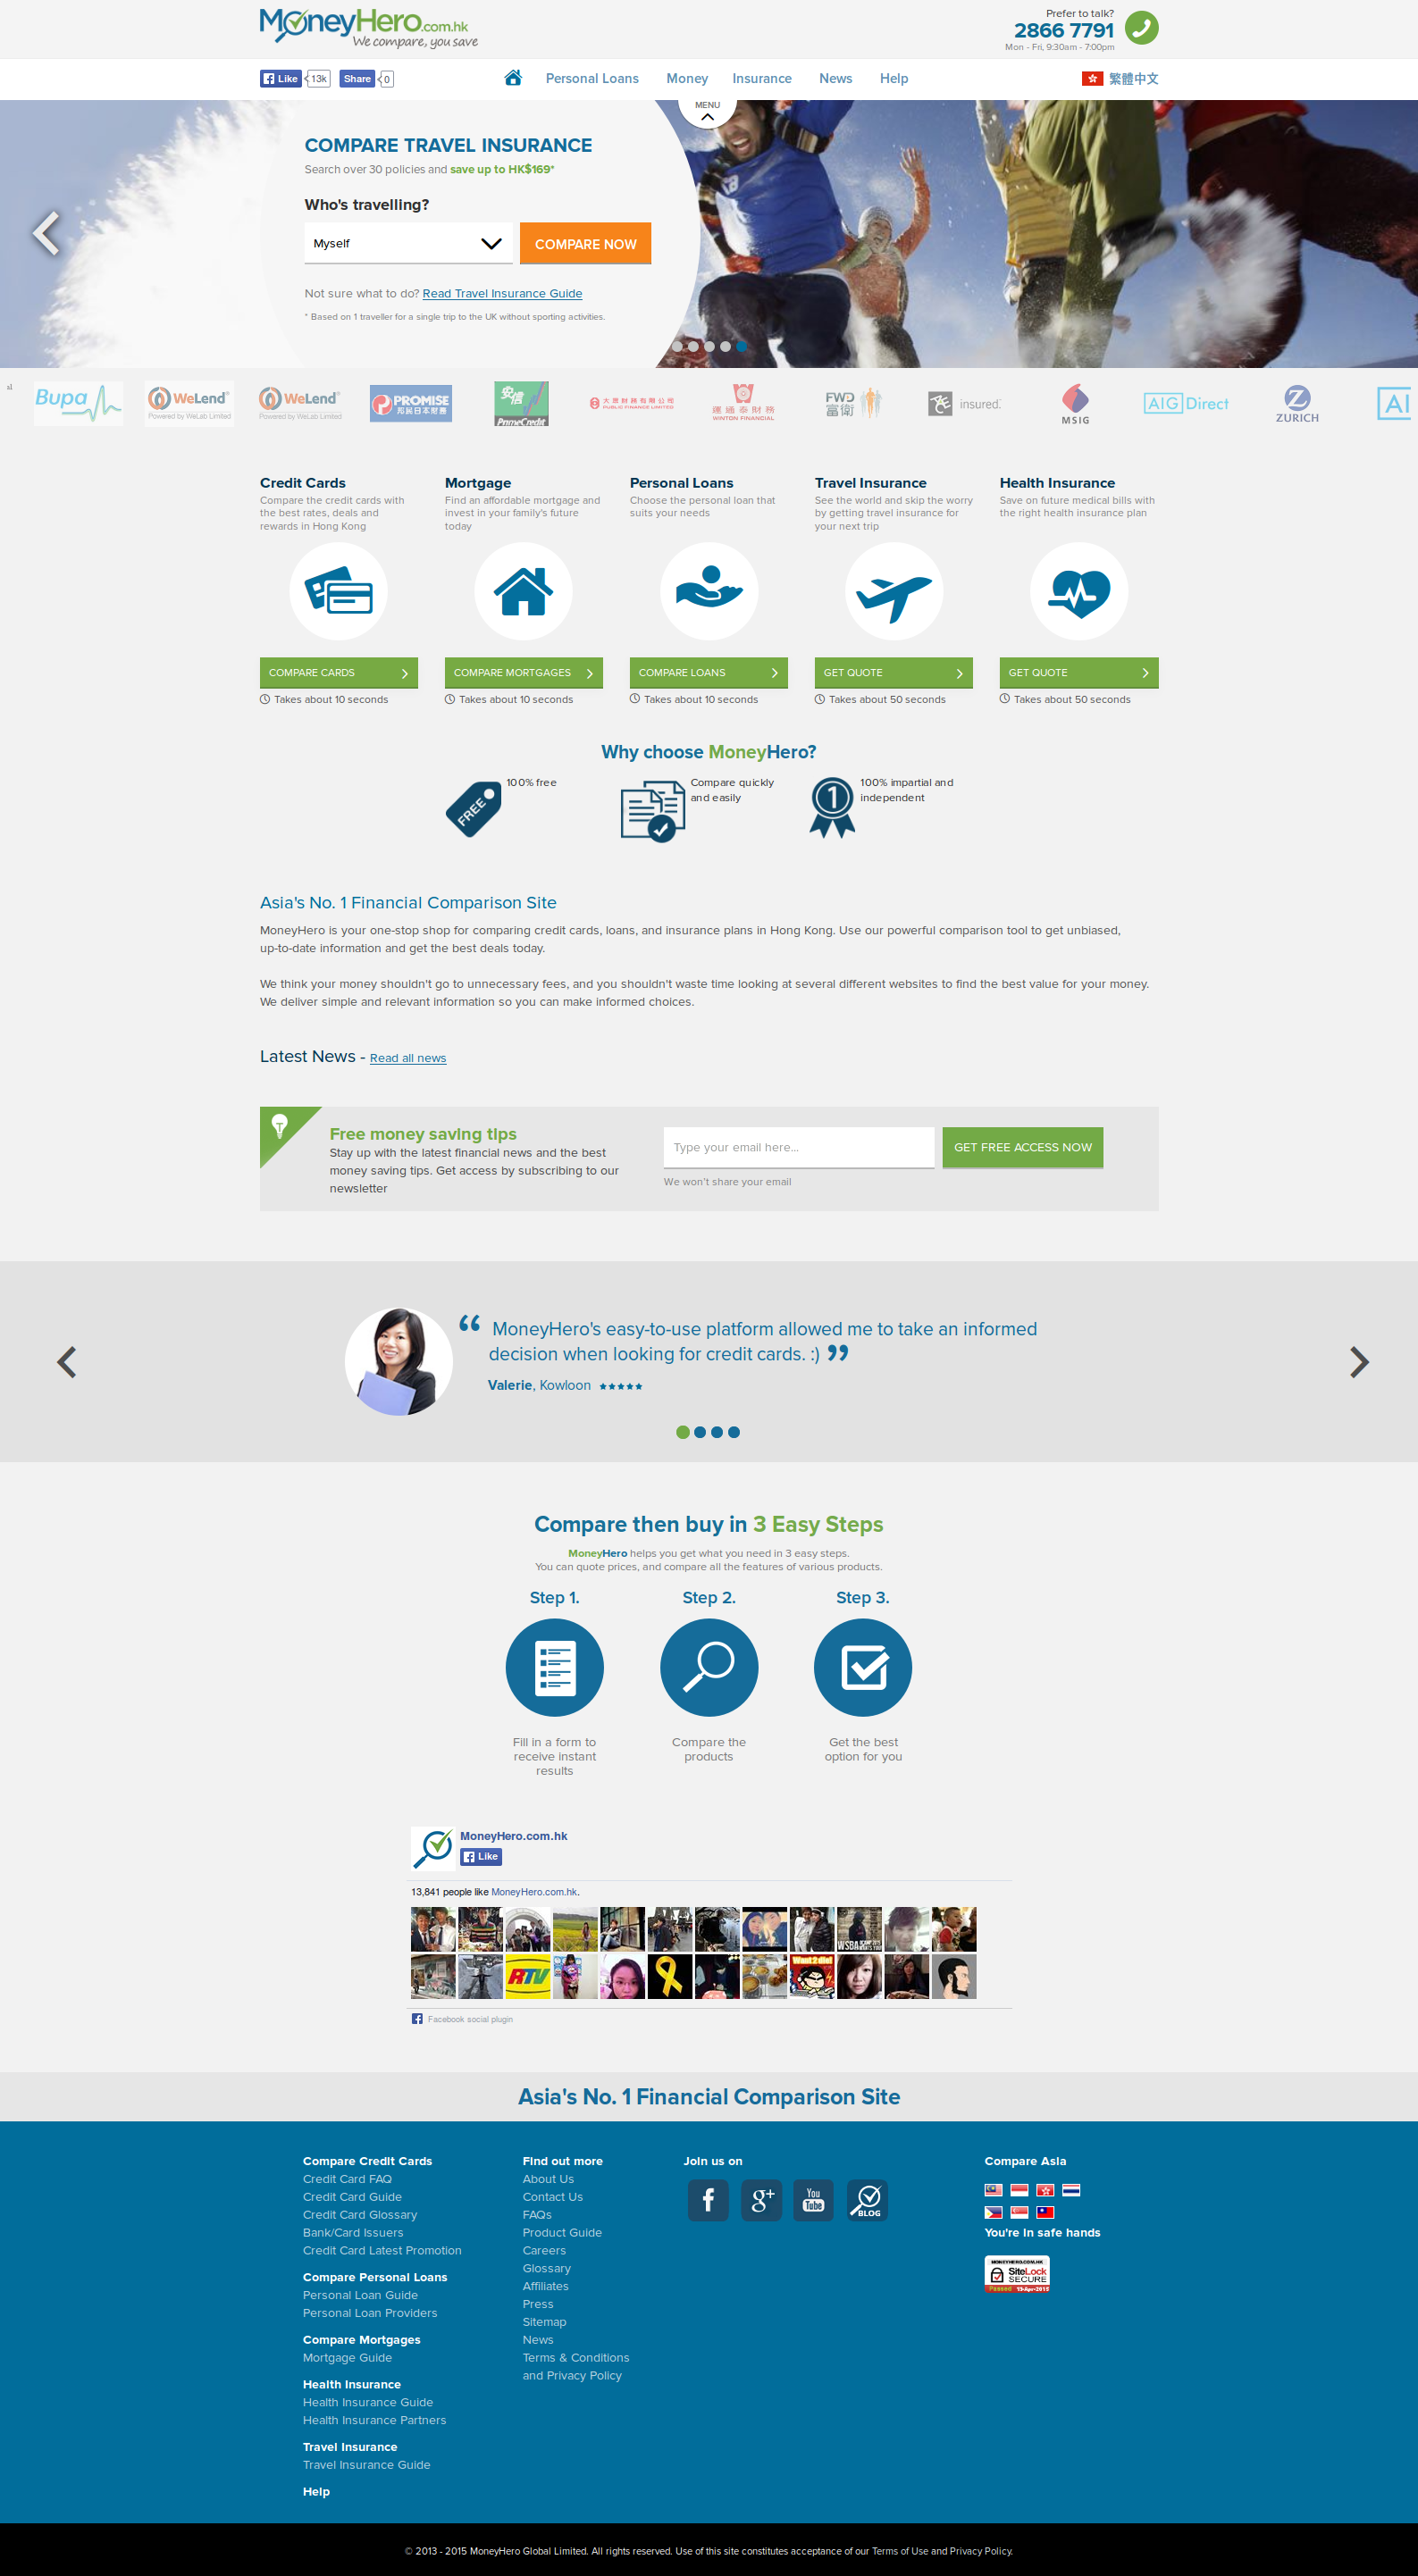 MoneyHero.com.hk
We compare, you save
Prefer to talk?
2866 7791
Mon - Fri, 9:30am - 7:00pm
Like 13k Share 0
Personal Loans Money Insurance News Help
繁體中文
MENU
COMPARE TRAVEL INSURANCE
Search over 30 policies and save up to HK$169*
Who's travelling?
Myself
COMPARE NOW
Not sure what to do? Read Travel Insurance Guide
* Based on 1 traveller for a single trip to the UK without sporting activities.
Bupa
WeLend
Powered by WeLab Limited
WeLend
Powered by WeLab Limited
PROMISE
邦民日本財務
安信
PrimeCredit
大眾財務有限公司
PUBLIC FINANCE LIMITED
運通泰財務
WINTON FINANCIAL
FWD
富衛
insured.
MSIG
AIG Direct
ZURICH
AI
Credit Cards
Compare the credit cards with
the best rates, deals and
rewards in Hong Kong
COMPARE CARDS
Takes about 10 seconds
Mortgage
Find an affordable mortgage and
invest in your family's future
today
COMPARE MORTGAGES
Takes about 10 seconds
Personal Loans
Choose the personal loan that
suits your needs
COMPARE LOANS
Takes about 10 seconds
Travel Insurance
See the world and skip the worry
by getting travel insurance for
your next trip
GET QUOTE
Takes about 50 seconds
Health Insurance
Save on future medical bills with
the right health insurance plan
GET QUOTE
Takes about 50 seconds
Why choose MoneyHero?
FREE
100% free
Compare quickly
and easily
1
100% impartial and
independent
Asia's No. 1 Financial Comparison Site
MoneyHero is your one-stop shop for comparing credit cards, loans, and insurance plans in Hong Kong. Use our powerful comparison tool to get unbiased,
up-to-date information and get the best deals today.
We think your money shouldn't go to unnecessary fees, and you shouldn't waste time looking at several different websites to find the best value for your money.
We deliver simple and relevant information so you can make informed choices.
Latest News - Read all news
Free money saving tips
Stay up with the latest financial news and the best
money saving tips. Get access by subscribing to our
newsletter
Type your email here...
GET FREE ACCESS NOW
We won't share your email
“ MoneyHero's easy-to-use platform allowed me to take an informed
decision when looking for credit cards. :) ”
Valerie, Kowloon ★★★★★
Compare then buy in 3 Easy Steps
MoneyHero helps you get what you need in 3 easy steps.
You can quote prices, and compare all the features of various products.
Step 1.
Fill in a form to
receive instant
results
Step 2.
Compare the
products
Step 3.
Get the best
option for you
MoneyHero.com.hk
Like
13,841 people like MoneyHero.com.hk.
WSBA
RTV
Want 2 die!
Facebook social plugin
Asia's No. 1 Financial Comparison Site
Compare Credit Cards
Credit Card FAQ
Credit Card Guide
Credit Card Glossary
Bank/Card Issuers
Credit Card Latest Promotion
Compare Personal Loans
Personal Loan Guide
Personal Loan Providers
Compare Mortgages
Mortgage Guide
Health Insurance
Health Insurance Guide
Health Insurance Partners
Travel Insurance
Travel Insurance Guide
Help
Find out more
About Us
Contact Us
FAQs
Product Guide
Careers
Glossary
Affiliates
Press
Sitemap
News
Terms & Conditions
and Privacy Policy
Join us on
f
g+
You
Tube
BLOG
Compare Asia
You're in safe hands
MONEYHERO.COM.HK
SiteLock
SECURE
Passed 13-Apr-2015
© 2013 - 2015 MoneyHero Global Limited. All rights reserved. Use of this site constitutes acceptance of our Terms of Use and Privacy Policy.